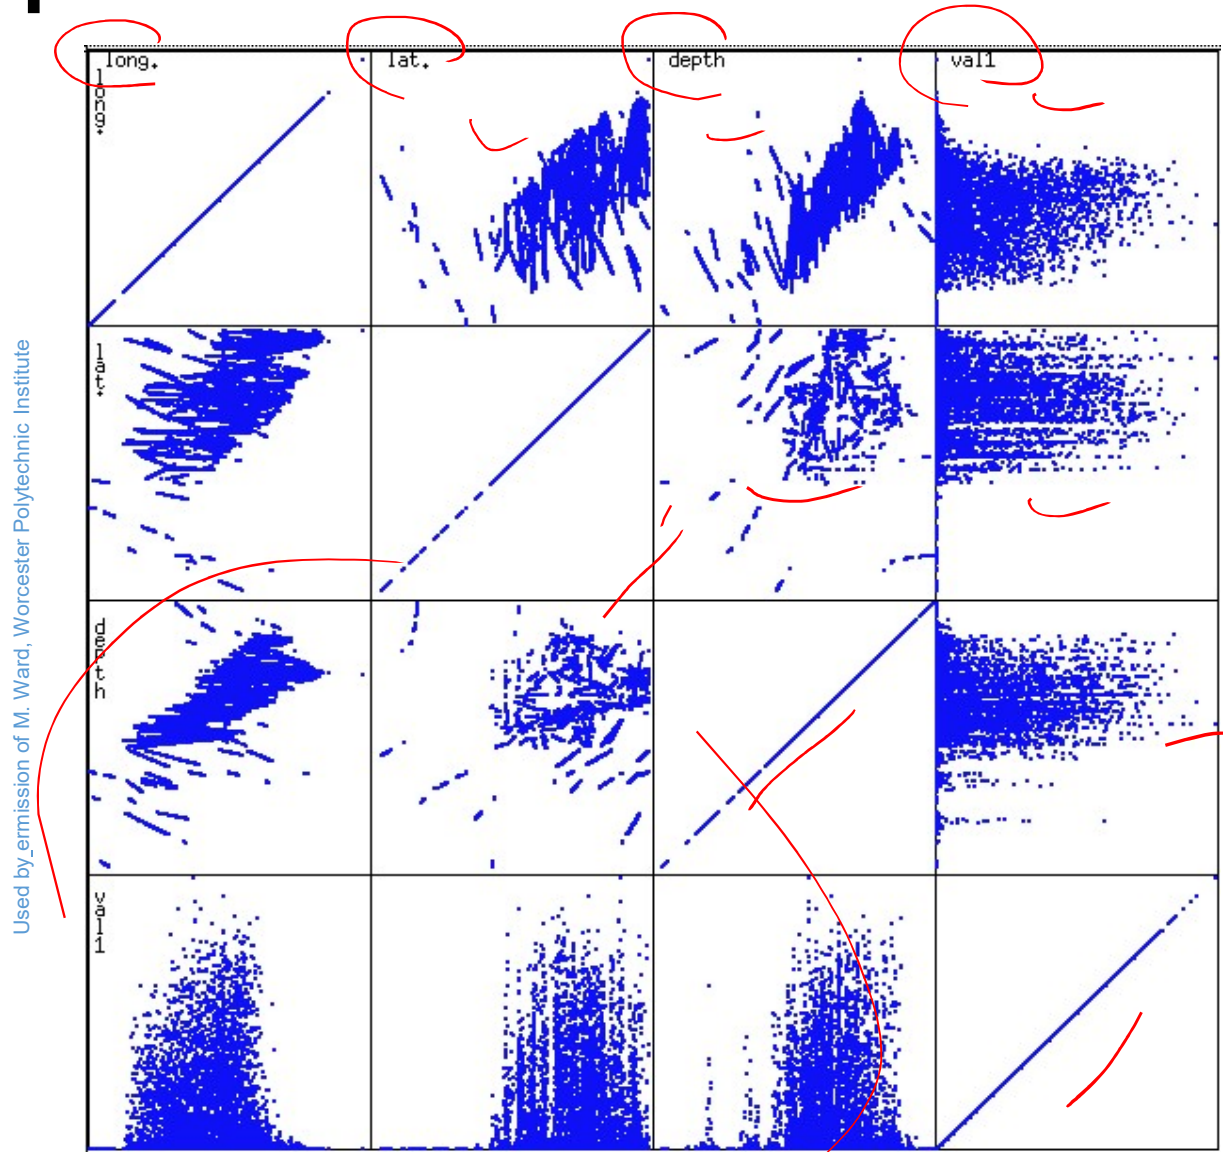 long.
lat.
depth
val1
long.
lat.
depth
val1
Used by_ermission of M. Ward, Worcester Polytechnic Institute